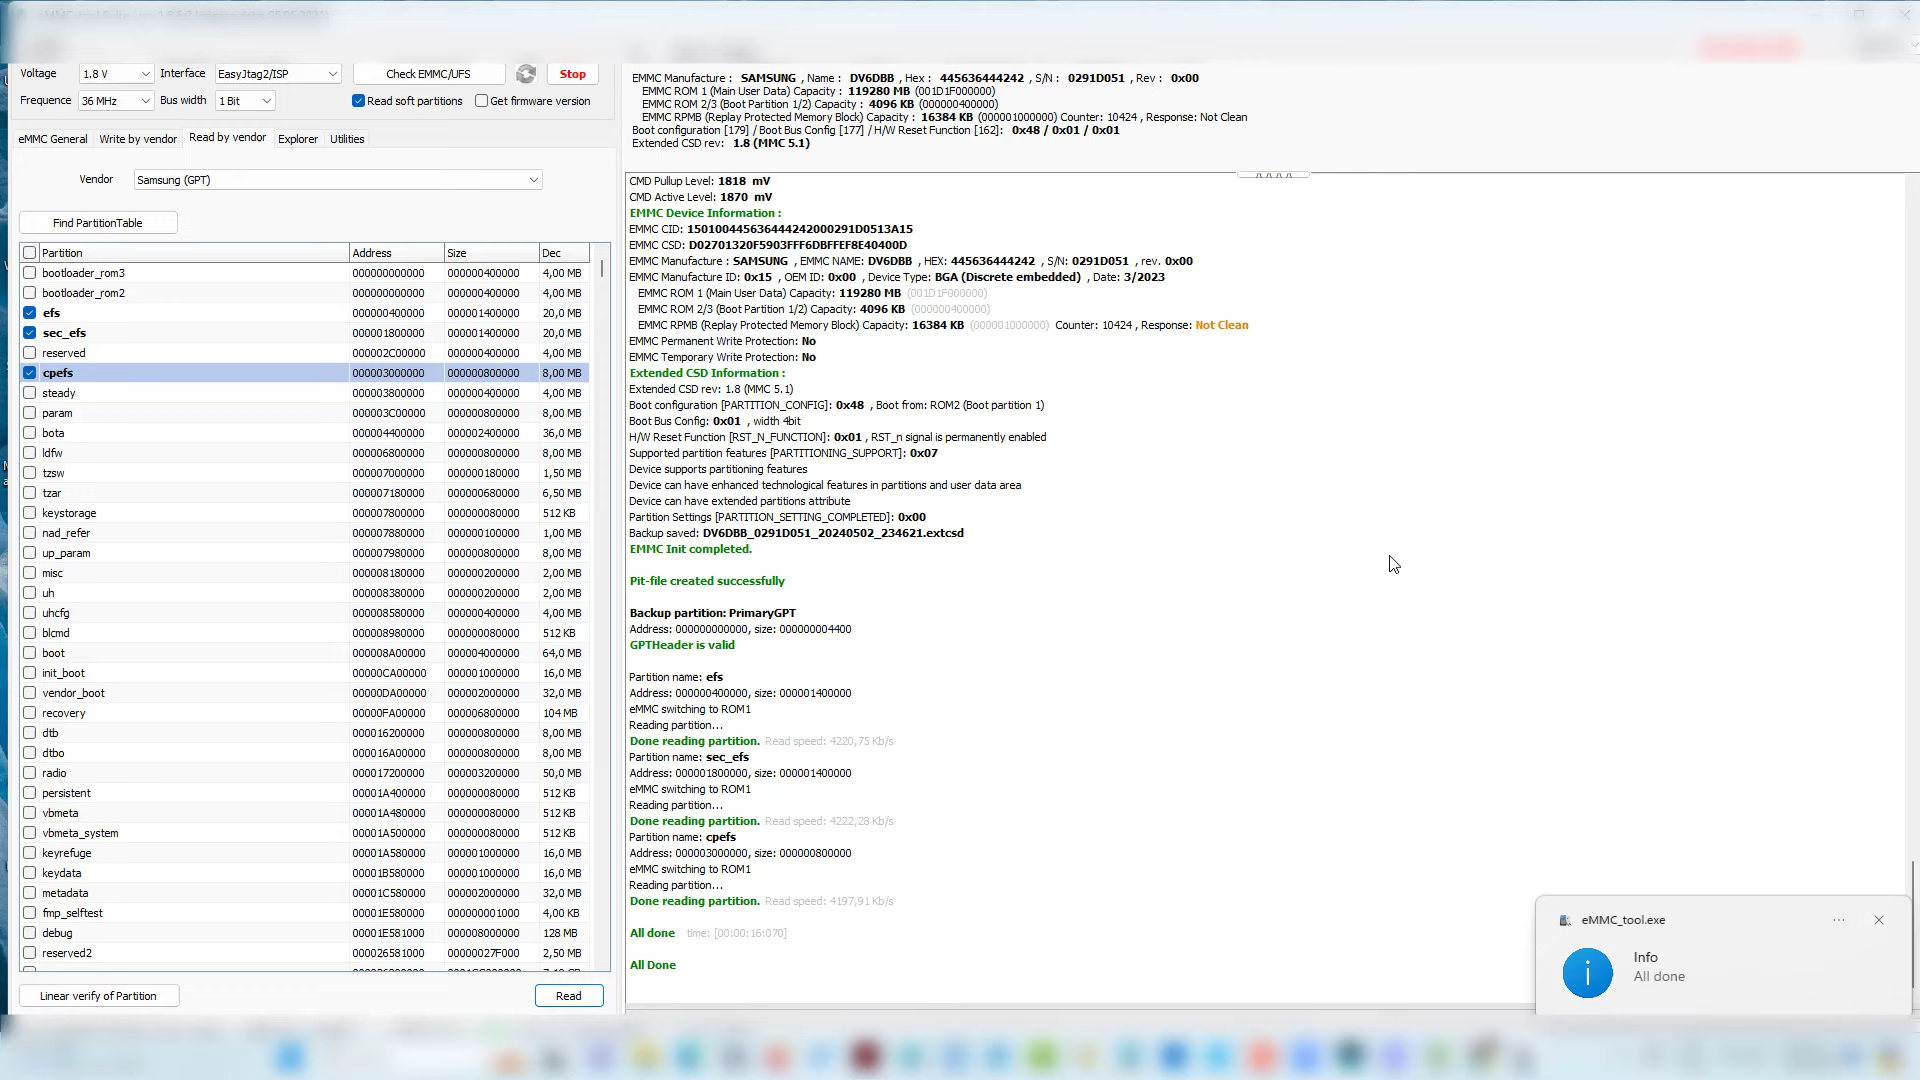 Voltage 1.8 V Interface EasyJtag2/ISP Check EMMC/UFS Stop
Frequency 36 MHz Bus width 1 Bit Read soft partitions Get firmware version
eMMC General Write by vendor Read by vendor Explorer Utilities
Vendor Samsung (GPT)
Find PartitionTable
Partition Address Size Dec
bootloader_rom3 000000000000 000000400000 4,00 MB
bootloader_rom2 000000000000 000000400000 4,00 MB
efs 000000400000 000001400000 20,0 MB
sec_efs 000001800000 000001400000 20,0 MB
reserved 000002C00000 000000400000 4,00 MB
cpefs 000003000000 000000800000 8,00 MB
steady 000003800000 000000400000 4,00 MB
param 000003C00000 000000800000 8,00 MB
bota 000004400000 000002400000 36,0 MB
ldfw 000006800000 000000800000 8,00 MB
tzsw 000007000000 000000180000 1,50 MB
tzar 000007180000 000000680000 6,50 MB
keystorage 000007800000 000000080000 512 KB
nad_refer 000007880000 000000100000 1,00 MB
up_param 000007980000 000000800000 8,00 MB
misc 000008180000 000000200000 2,00 MB
uh 000008380000 000000200000 2,00 MB
uhcfg 000008580000 000000400000 4,00 MB
blcmd 000008980000 000000080000 512 KB
boot 000008A00000 000004000000 64,0 MB
init_boot 00000CA00000 000001000000 16,0 MB
vendor_boot 00000DA00000 000002000000 32,0 MB
recovery 00000FA00000 000006800000 104 MB
dtb 000016200000 000000800000 8,00 MB
dtbo 000016A00000 000000800000 8,00 MB
radio 000017200000 000003200000 50,0 MB
persistent 00001A400000 000000080000 512 KB
vbmeta 00001A480000 000000080000 512 KB
vbmeta_system 00001A500000 000000080000 512 KB
keyrefuge 00001A580000 000001000000 16,0 MB
keydata 00001B580000 000001000000 16,0 MB
metadata 00001C580000 000002000000 32,0 MB
fmp_selftest 00001E580000 000000001000 4,00 KB
debug 00001E581000 000008000000 128 MB
reserved2 000026581000 00000027F000 2,50 MB
Linear verify of Partition Read
EMMC Manufacture : SAMSUNG , Name : DV6DBB , Hex : 445636444242 , S/N : 0291D051 , Rev : 0x00
EMMC ROM 1 (Main User Data) Capacity : 119280 MB (001D1F000000)
EMMC ROM 2/3 (Boot Partition 1/2) Capacity : 4096 KB (000000400000)
EMMC RPMB (Replay Protected Memory Block) Capacity : 16384 KB (000001000000) Counter: 10424 , Response: Not Clean
Boot configuration [179] / Boot Bus Config [177] / H/W Reset Function [162]: 0x48 / 0x01 / 0x01
Extended CSD rev: 1.8 (MMC 5.1)
CMD Pullup Level: 1818 mV
CMD Active Level: 1870 mV
EMMC Device Information :
EMMC CID: 150100445636444242000291D0513A15
EMMC CSD: D02701320F5903FFF6DBFFEF8E40400D
EMMC Manufacture : SAMSUNG , EMMC NAME: DV6DBB , HEX: 445636444242 , S/N: 0291D051 , rev. 0x00
EMMC Manufacture ID: 0x15 , OEM ID: 0x00 , Device Type: BGA (Discrete embedded) , Date: 3/2023
EMMC ROM 1 (Main User Data) Capacity: 119280 MB (001D1F000000)
EMMC ROM 2/3 (Boot Partition 1/2) Capacity: 4096 KB (000000400000)
EMMC RPMB (Replay Protected Memory Block) Capacity: 16384 KB (000001000000) Counter: 10424 , Response: Not Clean
EMMC Permanent Write Protection: No
EMMC Temporary Write Protection: No
Extended CSD Information :
Extended CSD rev: 1.8 (MMC 5.1)
Boot configuration [PARTITION_CONFIG]: 0x48 , Boot from: ROM2 (Boot partition 1)
Boot Bus Config: 0x01 , width 4bit
H/W Reset Function [RST_N_FUNCTION]: 0x01 , RST_n signal is permanently enabled
Supported partition features [PARTITIONING_SUPPORT]: 0x07
Device supports partitioning features
Device can have enhanced technological features in partitions and user data area
Device can have extended partitions attribute
Partition Settings [PARTITION_SETTING_COMPLETED]: 0x00
Backup saved: DV6DBB_0291D051_20240502_234621.extcsd
EMMC Init completed.
Pit-file created successfully
Backup partition: PrimaryGPT
Address: 000000000000, size: 000000004400
GPTHeader is valid
Partition name: efs
Address: 000000400000, size: 000001400000
eMMC switching to ROM1
Reading partition...
Done reading partition. Read speed: 4220,75 Kb/s
Partition name: sec_efs
Address: 000001800000, size: 000001400000
eMMC switching to ROM1
Reading partition...
Done reading partition. Read speed: 4222,28 Kb/s
Partition name: cpefs
Address: 000003000000, size: 000000800000
eMMC switching to ROM1
Reading partition...
Done reading partition. Read speed: 4197,91 Kb/s
All done time: [00:00:16:070]
All Done
eMMC_tool.exe
Info
All done